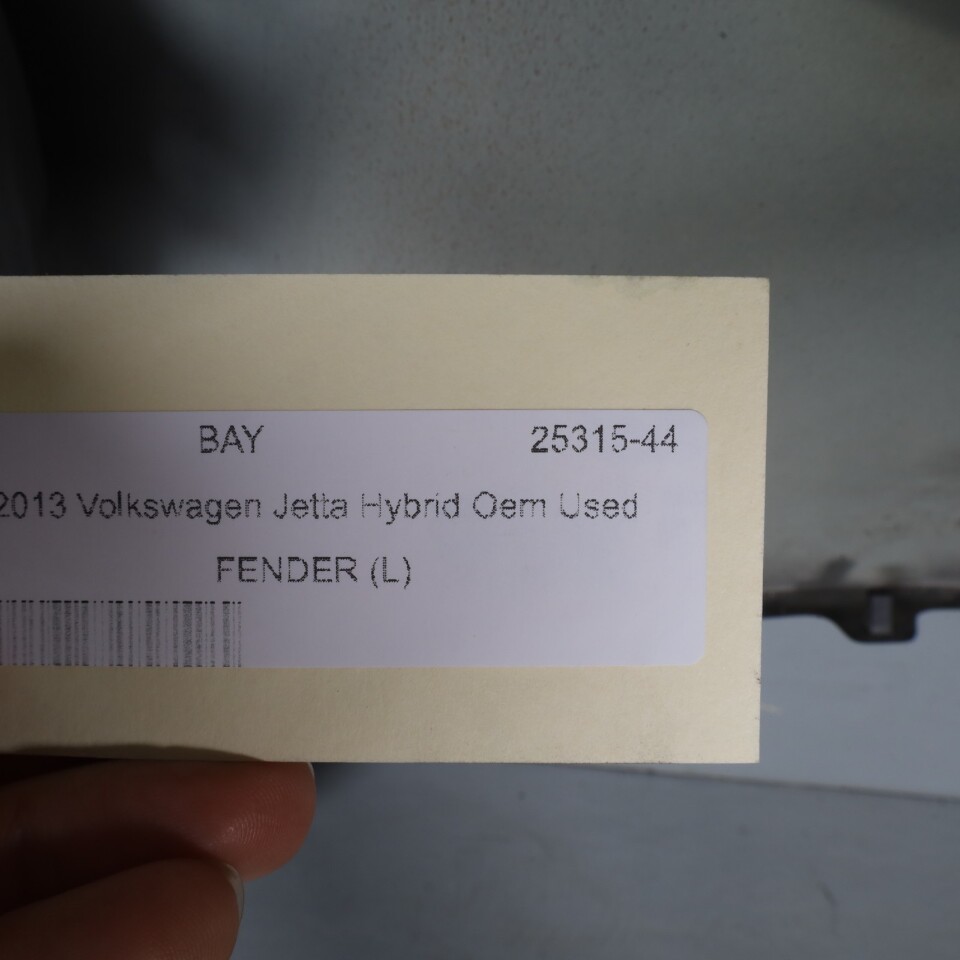 BAY 25315-44
2013 Volkswagen Jetta Hybrid Oem Used
FENDER (L)